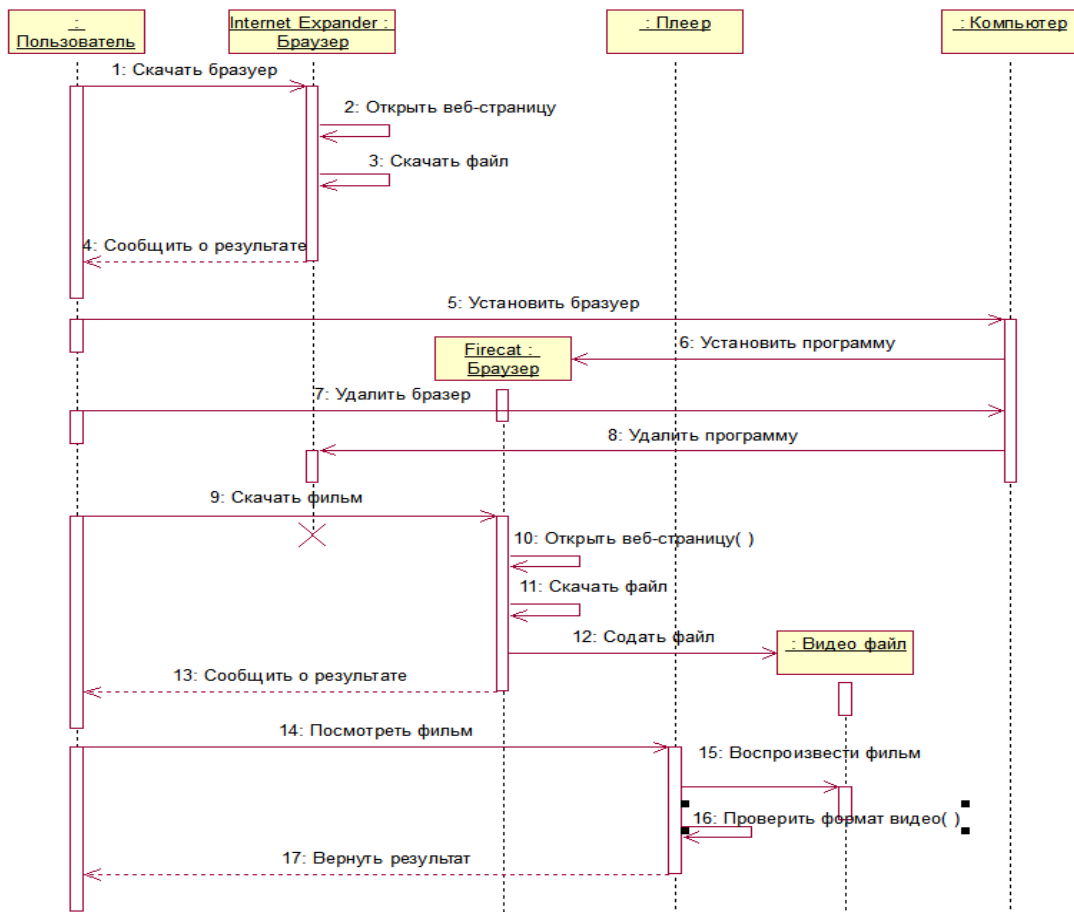 :
Пользователь
Internet Expander :
Браузер
 : Плеер
 : Компьютер
1: Скачать бразуер
2: Открыть веб-страницу
3: Скачать файл
4: Сообщить о результате
5: Установить бразуер
6: Установить программу
Firecat :
Браузер
7: Удалить бразер
8: Удалить программу
9: Скачать фильм
10: Открыть веб-страницу( )
11: Скачать файл
12: Содать файл
 : Видео файл
13: Сообщить о результате
14: Посмотреть фильм
15: Воспроизвести фильм
16: Проверить формат видео( )
17: Вернуть результат